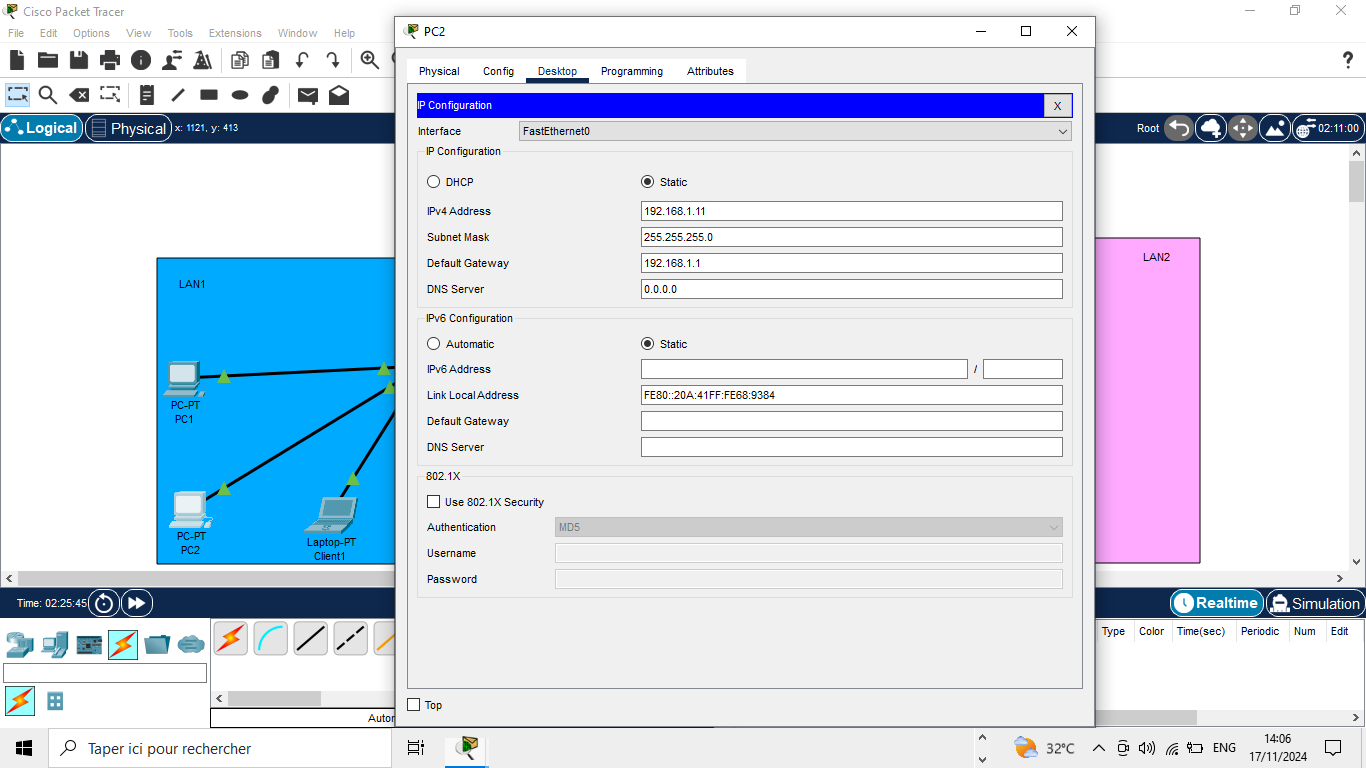 Cisco Packet Tracer
File Edit Options View Tools Extensions Window Help
Logical Physical x: 1121, y: 413
Root 02:11:00
LAN1
PC-PT
PC1
PC-PT
PC2
Laptop-PT
Client1
LAN2
PC2
Physical Config Desktop Programming Attributes
IP Configuration X
Interface FastEthernet0
IP Configuration
DHCP Static
IPv4 Address 192.168.1.11
Subnet Mask 255.255.255.0
Default Gateway 192.168.1.1
DNS Server 0.0.0.0
IPv6 Configuration
Automatic Static
IPv6 Address /
Link Local Address FE80::20A:41FF:FE68:9384
Default Gateway
DNS Server
802.1X
Use 802.1X Security
Authentication MD5
Username
Password
Top
Time: 02:25:45
Realtime Simulation
Type Color Time(sec) Periodic Num Edit
Taper ici pour rechercher
32°C ENG
14:06
17/11/2024